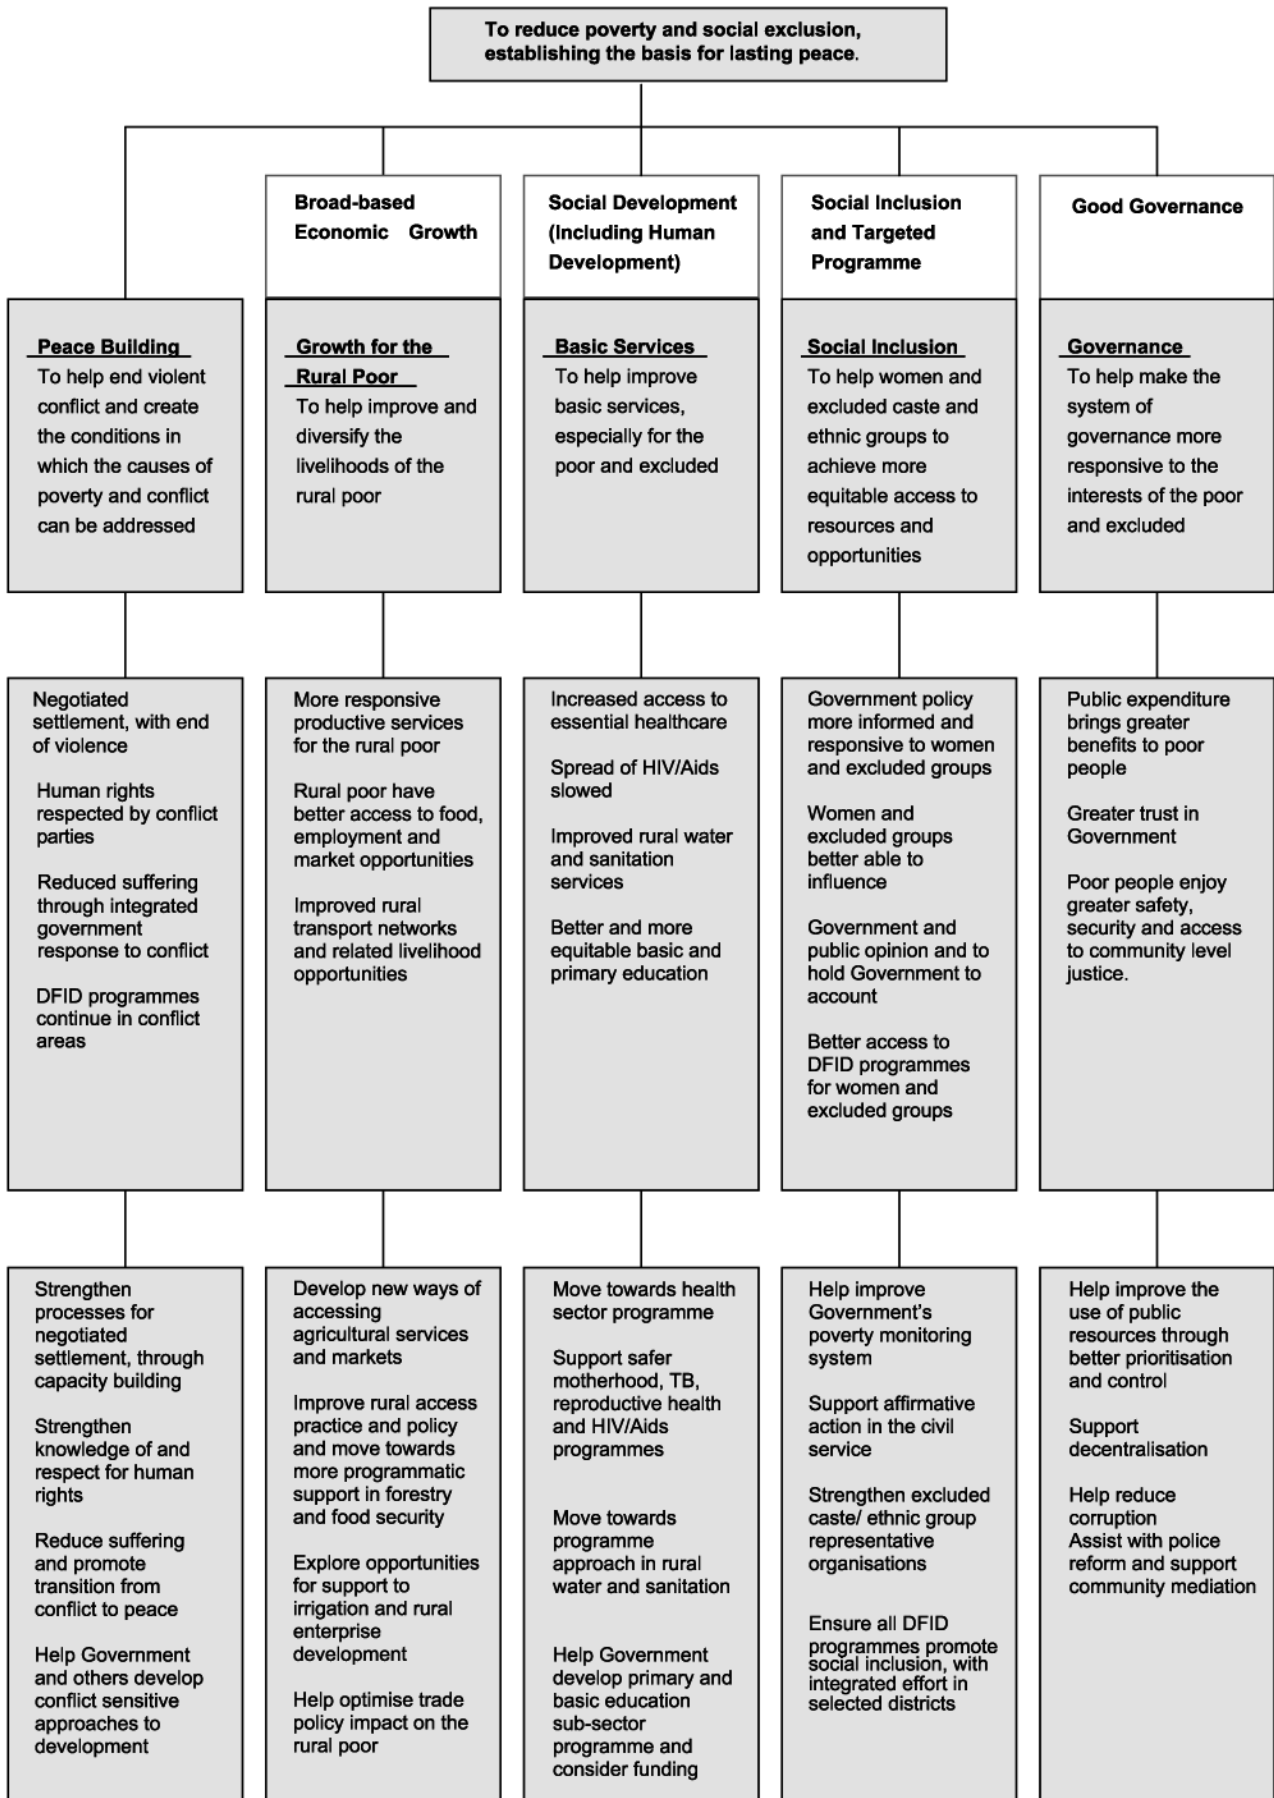 To reduce poverty and social exclusion,
establishing the basis for lasting peace.
Broad-based
Economic Growth
Social Development
(Including Human
Development)
Social Inclusion
and Targeted
Programme
Good Governance
Peace Building
To help end violent
conflict and create
the conditions in
which the causes of
poverty and conflict
can be addressed
Growth for the
Rural Poor
To help improve and
diversify the
livelihoods of the
rural poor
Basic Services
To help improve
basic services,
especially for the
poor and excluded
Social Inclusion
To help women and
excluded caste and
ethnic groups to
achieve more
equitable access to
resources and
opportunities
Governance
To help make the
system of
governance more
responsive to the
interests of the poor
and excluded
Negotiated
settlement, with end
of violence
Human rights
respected by conflict
parties
Reduced suffering
through integrated
government
response to conflict
DFID programmes
continue in conflict
areas
More responsive
productive services
for the rural poor
Rural poor have
better access to food,
employment and
market opportunities
Improved rural
transport networks
and related livelihood
opportunities
Increased access to
essential healthcare
Spread of HIV/Aids
slowed
Improved rural water
and sanitation
services
Better and more
equitable basic and
primary education
Government policy
more informed and
responsive to women
and excluded groups
Women and
excluded groups
better able to
influence
Government and
public opinion and to
hold Government to
account
Better access to
DFID programmes
for women and
excluded groups
Public expenditure
brings greater
benefits to poor
people
Greater trust in
Government
Poor people enjoy
greater safety,
security and access
to community level
justice.
Strengthen
processes for
negotiated
settlement, through
capacity building
Strengthen
knowledge of and
respect for human
rights
Reduce suffering
and promote
transition from
conflict to peace
Help Government
and others develop
conflict sensitive
approaches to
development
Develop new ways of
accessing
agricultural services
and markets
Improve rural access
practice and policy
and move towards
more programmatic
support in forestry
and food security
Explore opportunities
for support to
irrigation and rural
enterprise
development
Help optimise trade
policy impact on the
rural poor
Move towards health
sector programme
Support safer
motherhood, TB,
reproductive health
and HIV/Aids
programmes
Move towards
programme
approach in rural
water and sanitation
Help Government
develop primary and
basic education
sub-sector
programme and
consider funding
Help improve
Government's
poverty monitoring
system
Support affirmative
action in the civil
service
Strengthen excluded
caste/ ethnic group
representative
organisations
Ensure all DFID
programmes promote
social inclusion, with
integrated effort in
selected districts
Help improve the
use of public
resources through
better prioritisation
and control
Support
decentralisation
Help reduce
corruption
Assist with police
reform and support
community mediation